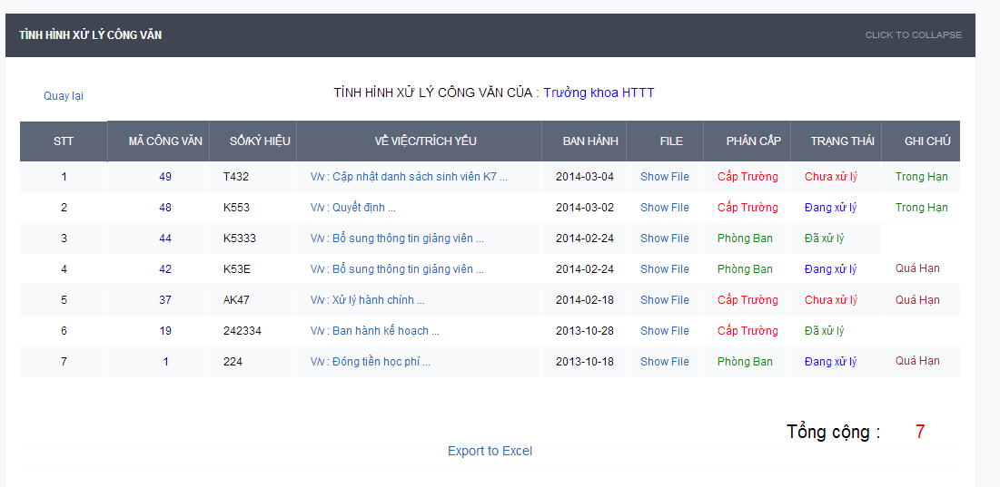 TÌNH HÌNH XỬ LÝ CÔNG VĂN CLICK TO COLLAPSE
Quay lại TÌNH HÌNH XỬ LÝ CÔNG VĂN CỦA : Trưởng khoa HTTT
STT MÃ CÔNG VĂN SỐ/KÝ HIỆU VỀ VIỆC/TRÍCH YẾU BAN HÀNH FILE PHÂN CẤP TRẠNG THÁI GHI CHÚ
1 49 T432 V/v : Cập nhật danh sách sinh viên K7 ... 2014-03-04 Show File Cấp Trường Chưa xử lý Trong Hạn
2 48 K553 V/v : Quyết định ... 2014-03-02 Show File Cấp Trường Đang xử lý Trong Hạn
3 44 K5333 V/v : Bổ sung thông tin giảng viên ... 2014-02-24 Show File Phòng Ban Đã xử lý
4 42 K53E V/v : Bổ sung thông tin giảng viên ... 2014-02-24 Show File Phòng Ban Đang xử lý Quá Hạn
5 37 AK47 V/v : Xử lý hành chính ... 2014-02-18 Show File Cấp Trường Chưa xử lý Quá Hạn
6 19 242334 V/v : Ban hành kế hoạch ... 2013-10-28 Show File Cấp Trường Đã xử lý
7 1 224 V/v : Đóng tiền học phí ... 2013-10-18 Show File Phòng Ban Đang xử lý Quá Hạn
Tổng cộng : 7
Export to Excel